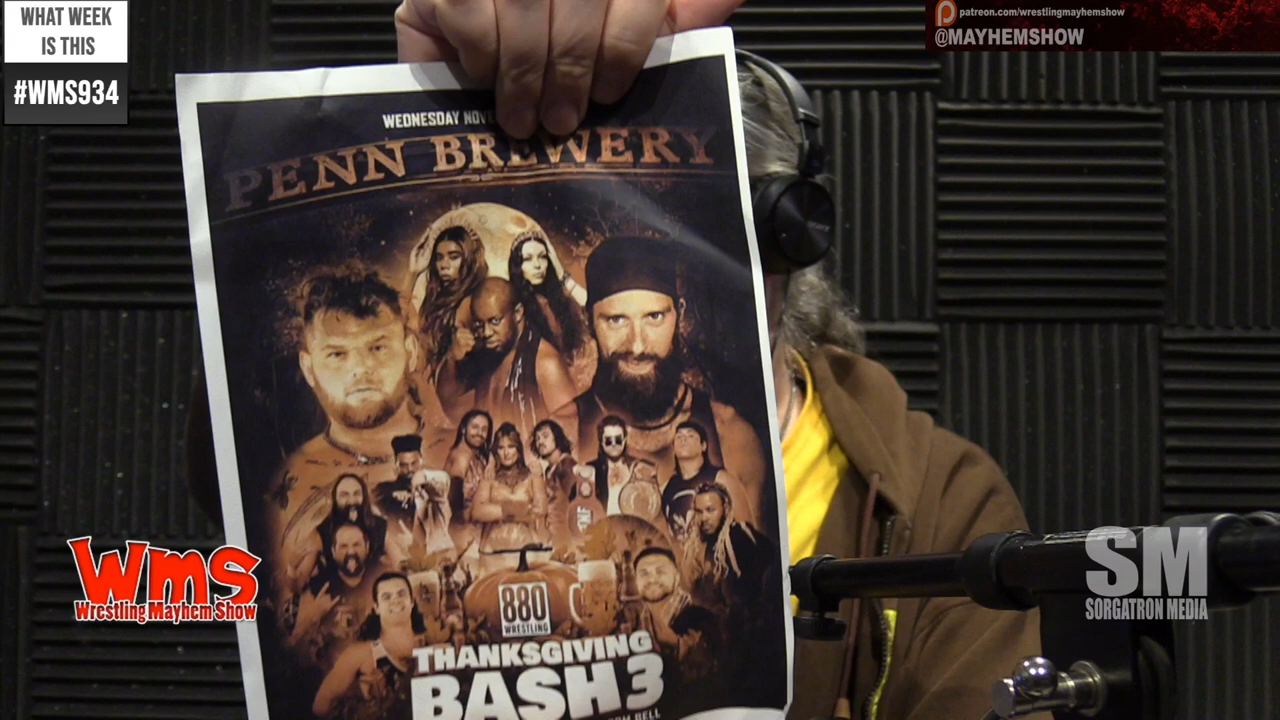 WHAT WEEK
IS THIS
#WMS934
patreon.com/wrestlingmayhemshow
@MAYHEMSHOW
WEDNESDAY
PENN BREWERY
880
WRESTLING
THANKSGIVING
BASH 3
BELL
wms
Wrestling Mayhem Show
SM
SORGATRON MEDIA